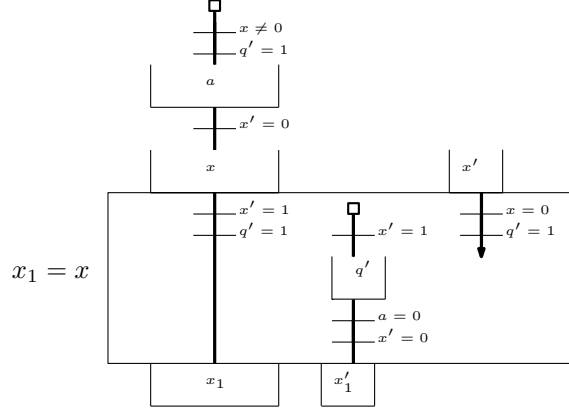 x ≠ 0
q′ = 1
a
x′ = 0
x
x′
x′ = 1
q′ = 1
x′ = 1
x = 0
q′ = 1
x₁ = x
q′
a = 0
x′ = 0
x₁
x′₁